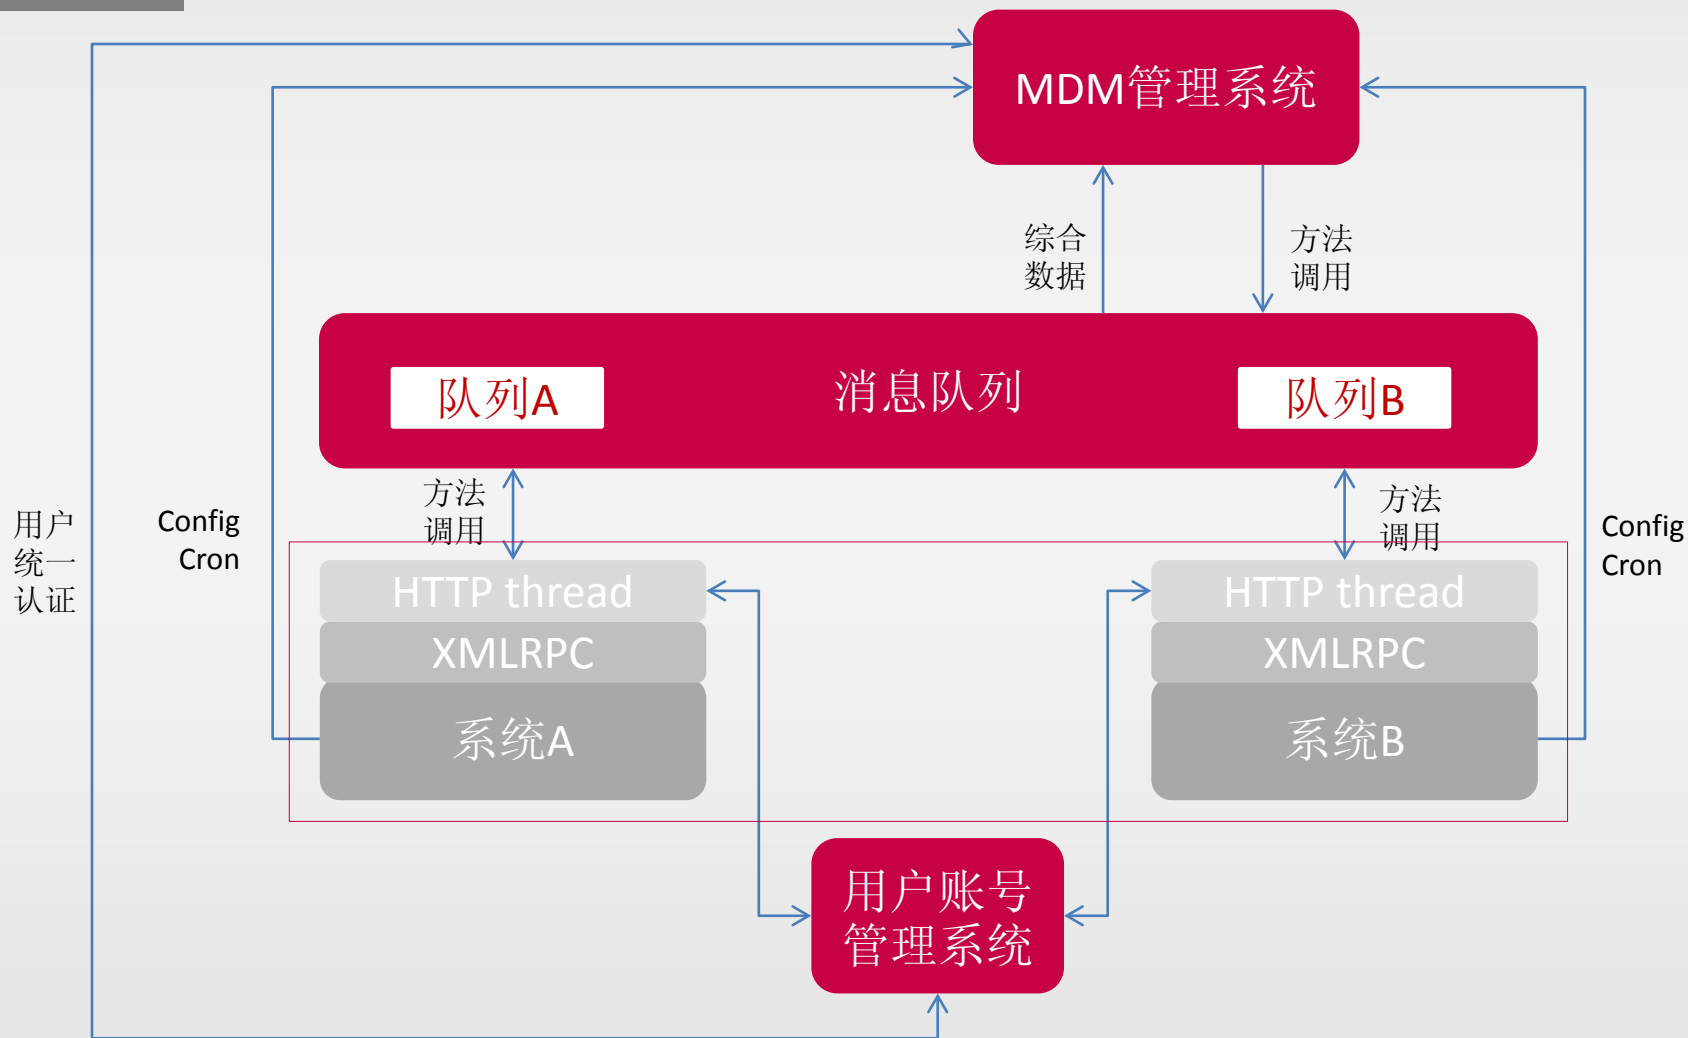 MDM管理系统
综合
数据
方法
调用
队列A
消息队列
队列B
方法
调用
方法
调用
用户
统一
认证
Config
Cron
Config
Cron
HTTP thread
HTTP thread
XMLRPC
XMLRPC
系统A
系统B
用户账号
管理系统